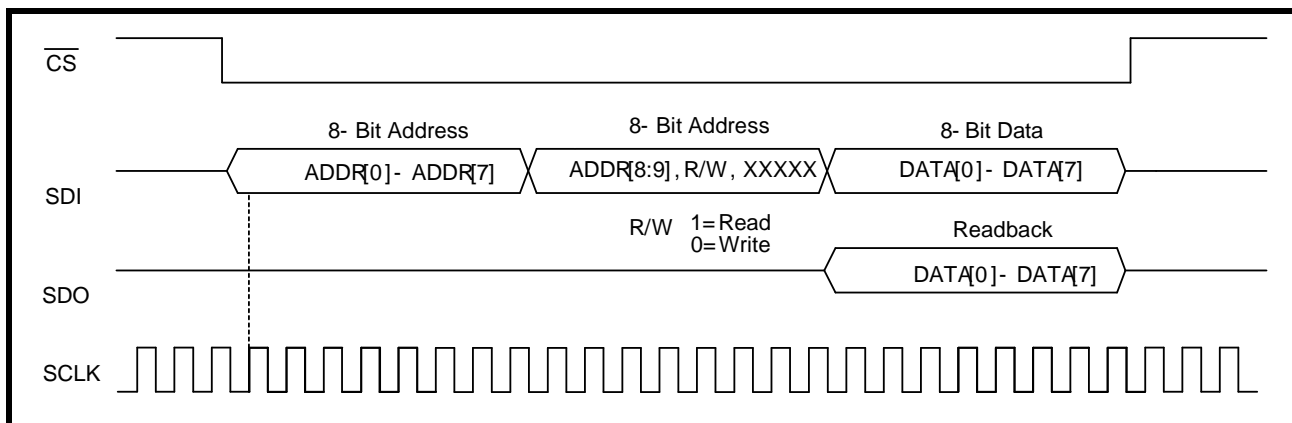 CS
8- Bit Address
8- Bit Address
8- Bit Data
SDI
ADDR[0]- ADDR[7]
ADDR[8:9], R/W, XXXXX
DATA[0]- DATA[7]
R/W 1=Read
0=Write
Readback
SDO
DATA[0]- DATA[7]
SCLK